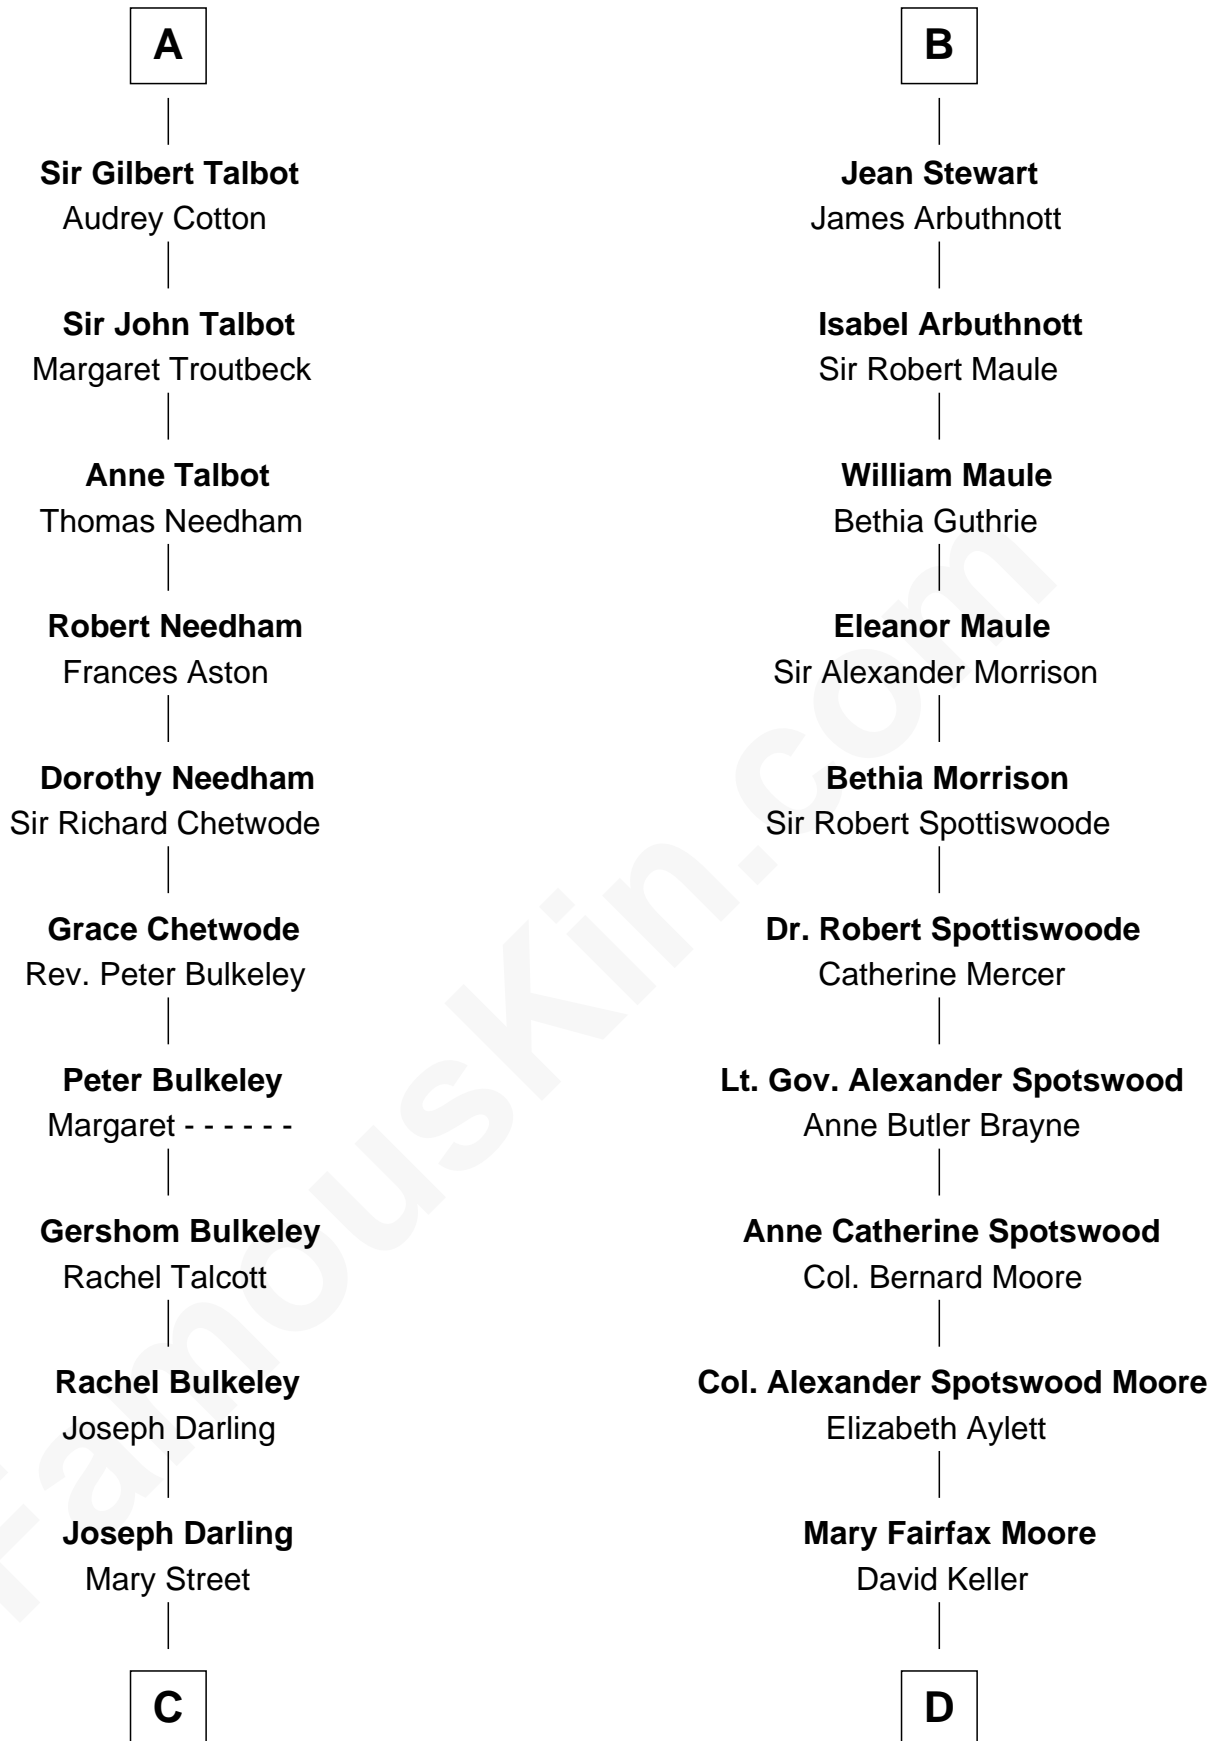 A
Sir Gilbert Talbot
Audrey Cotton
Sir John Talbot
Margaret Troutbeck
Anne Talbot
Thomas Needham
Robert Needham
Frances Aston
Dorothy Needham
Sir Richard Chetwode
Grace Chetwode
Rev. Peter Bulkeley
Peter Bulkeley
Margaret - - - - - -
Gershom Bulkeley
Rachel Talcott
Rachel Bulkeley
Joseph Darling
Joseph Darling
Mary Street
C
B
Jean Stewart
James Arbuthnott
Isabel Arbuthnott
Sir Robert Maule
William Maule
Bethia Guthrie
Eleanor Maule
Sir Alexander Morrison
Bethia Morrison
Sir Robert Spottiswoode
Dr. Robert Spottiswoode
Catherine Mercer
Lt. Gov. Alexander Spotswood
Anne Butler Brayne
Anne Catherine Spotswood
Col. Bernard Moore
Col. Alexander Spotswood Moore
Elizabeth Aylett
Mary Fairfax Moore
David Keller
D
FamousKin.com